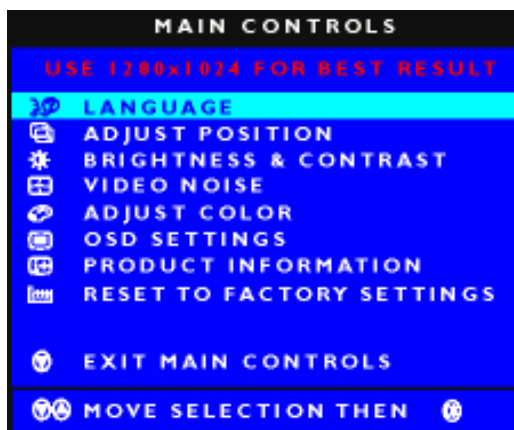 MAIN CONTROLS
USE 1280x1024 FOR BEST RESULT
LANGUAGE
ADJUST POSITION
BRIGHTNESS & CONTRAST
VIDEO NOISE
ADJUST COLOR
OSD SETTINGS
PRODUCT INFORMATION
RESET TO FACTORY SETTINGS
EXIT MAIN CONTROLS
MOVE SELECTION THEN